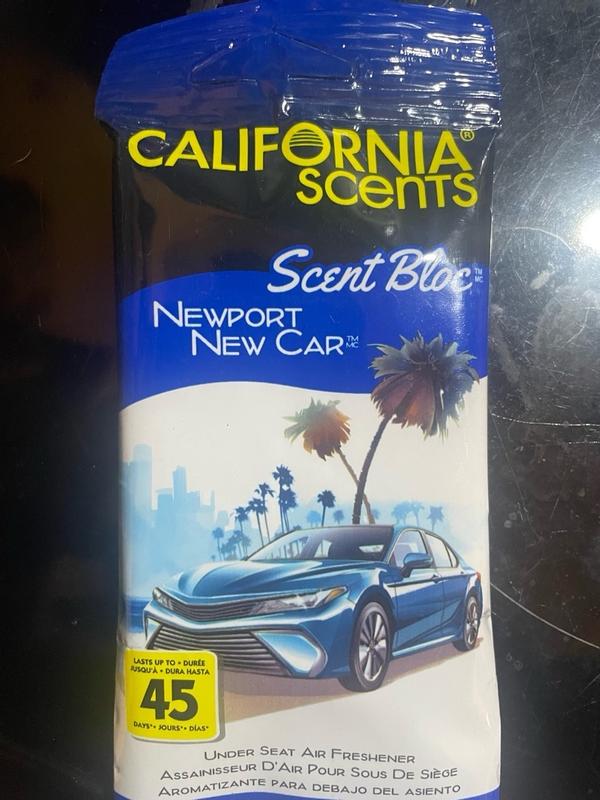 CALIFORNIA®
SCENTS
Scent Bloc™ MC
NEWPORT
NEW CAR™ MC
LASTS UP TO • DURÉE
JUSQU'À • DURA HASTA
45
DAYS* • JOURS* • DÍAS*
UNDER SEAT AIR FRESHENER
ASSAINISSEUR D'AIR POUR SOUS DE SIÈGE
AROMATIZANTE PARA DEBAJO DEL ASIENTO